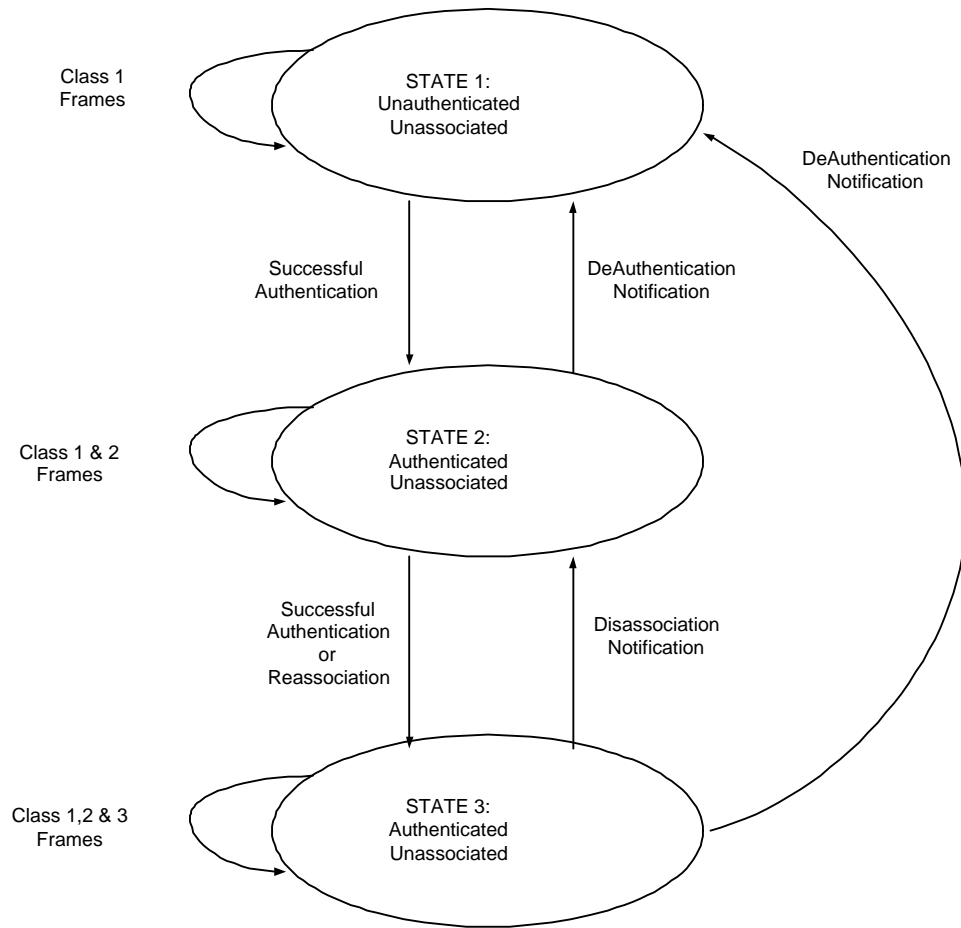 Class 1
Frames
STATE 1:
Unauthenticated
Unassociated
DeAuthentication
Notification
Successful
Authentication
DeAuthentication
Notification
Class 1 & 2
Frames
STATE 2:
Authenticated
Unassociated
Successful
Authentication
or
Reassociation
Disassociation
Notification
Class 1,2 & 3
Frames
STATE 3:
Authenticated
Unassociated